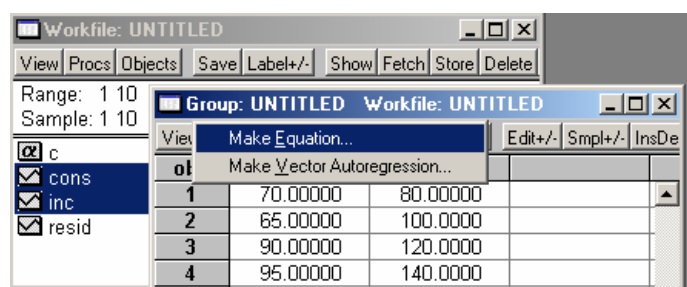 Workfile: UNTITLED
View Procs Objects Save Label+/- Show Fetch Store Delete
Range: 1 10
Sample: 1 10
c
cons
inc
resid
Group: UNTITLED Workfile: UNTITLED
Edit+/- Smpl+/- InsDe
Make Equation...
Make Vector Autoregression...
1 70.00000 80.00000
2 65.00000 100.0000
3 90.00000 120.0000
4 95.00000 140.0000